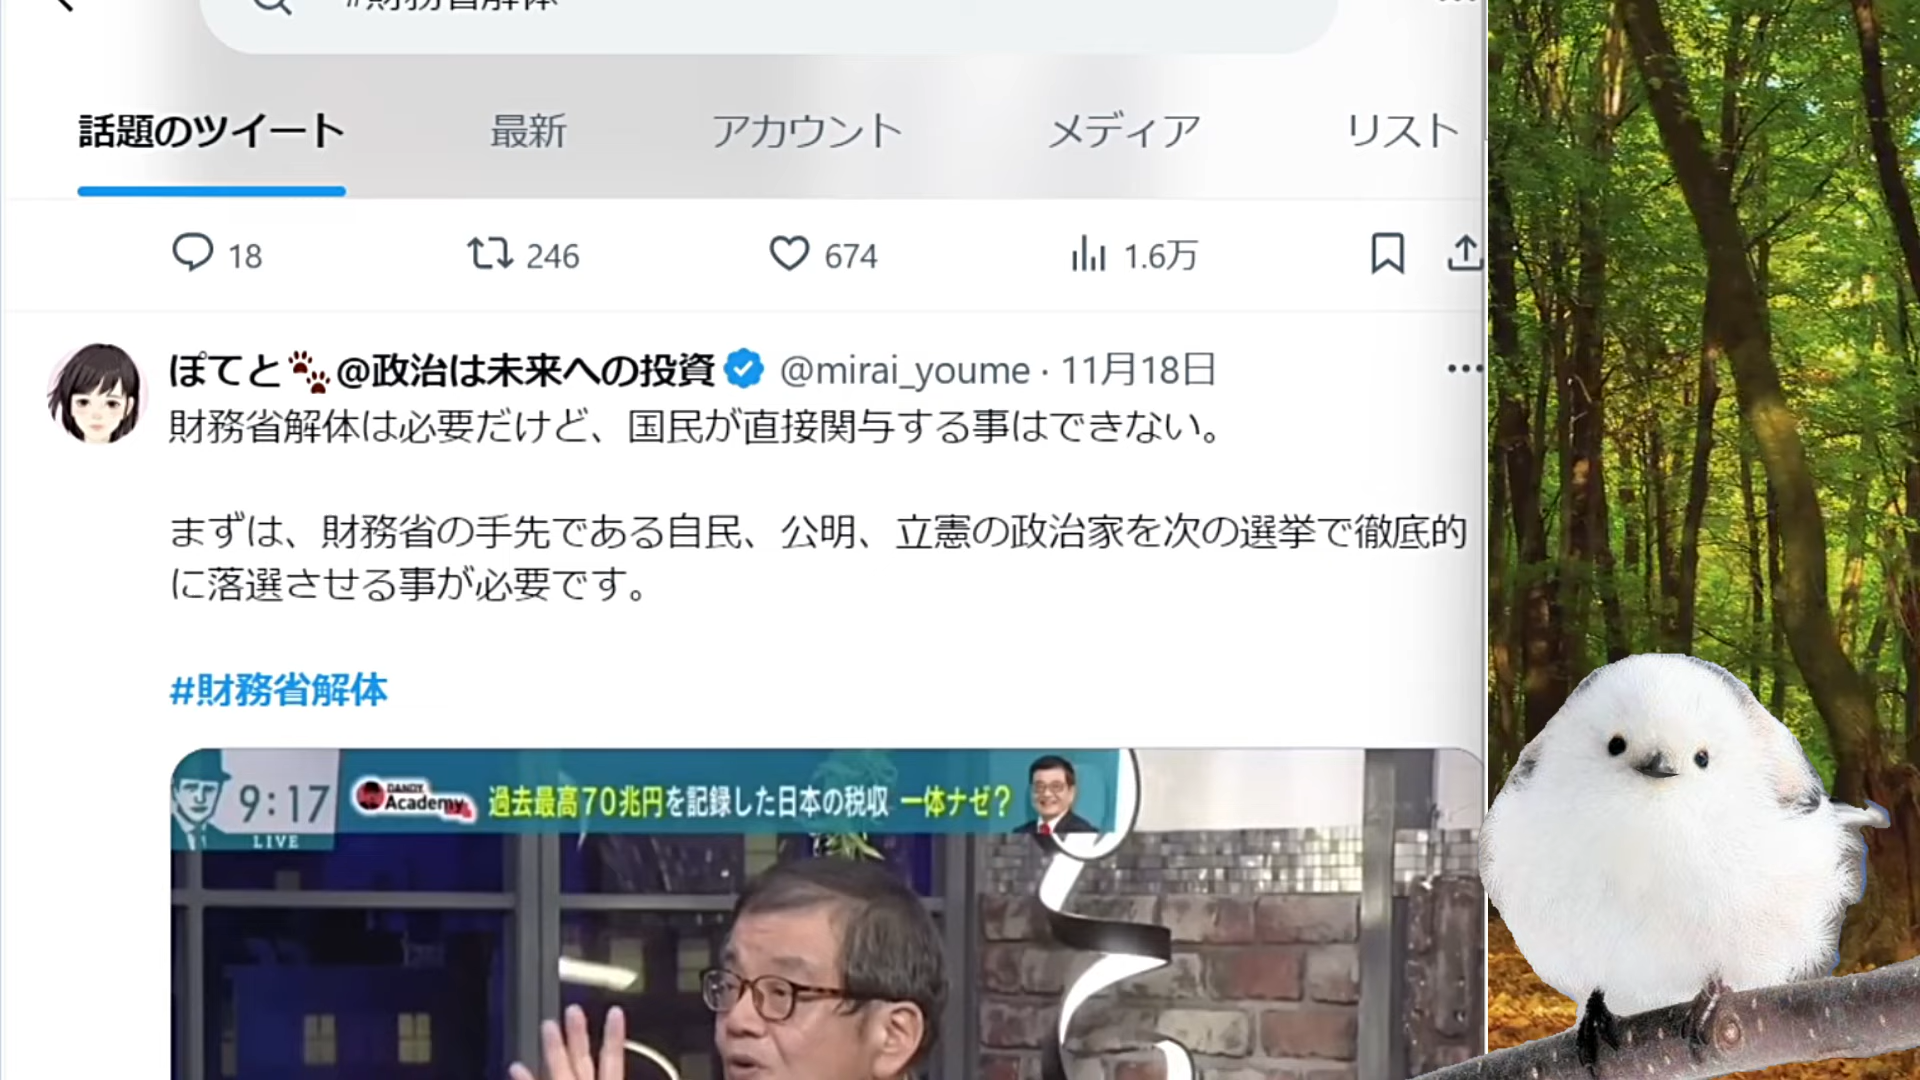 #財務省解体
話題のツイート 最新 アカウント メディア リスト
18 246 674 1.6万
ぽてと🐾@政治は未来への投資 @mirai_youme · 11月18日
財務省解体は必要だけど、国民が直接関与する事はできない。
まずは、財務省の手先である自民、公明、立憲の政治家を次の選挙で徹底的
に落選させる事が必要です。
#財務省解体
9:17 DANDY Academy 過去最高70兆円を記録した日本の税収 一体ナゼ?
LIVE